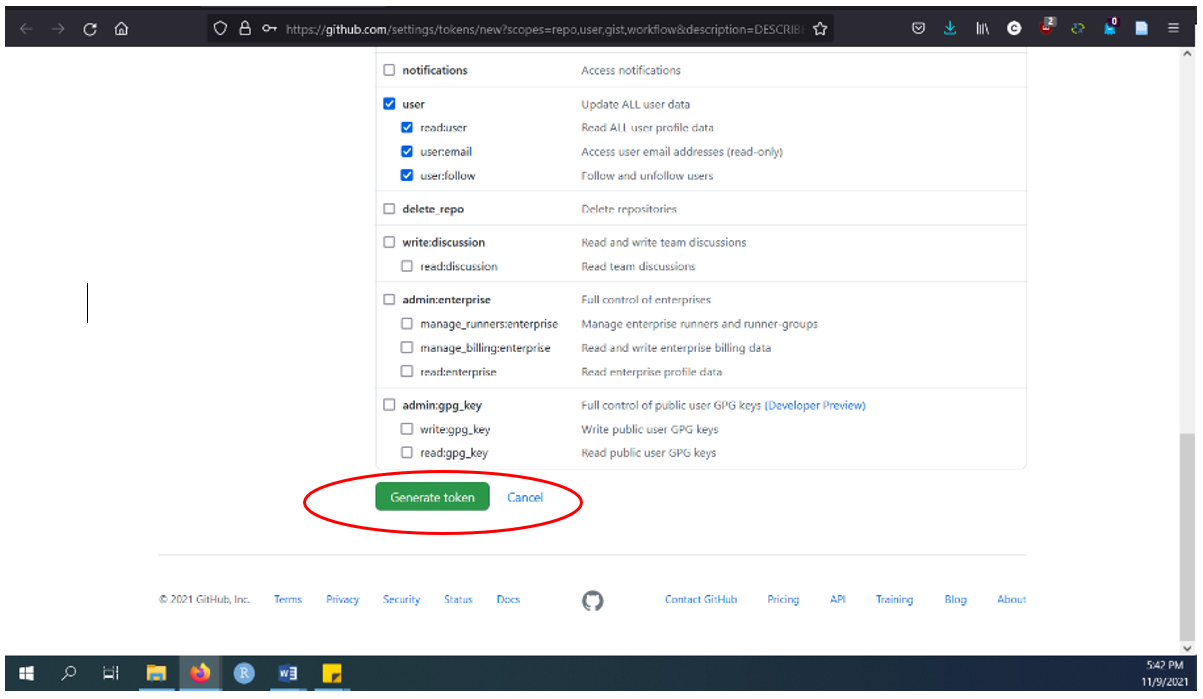 https://github.com/settings/tokens/new?scopes=repo,user,gist,workflow&description=DESCRIBE
2
0
notifications Access notifications
user Update ALL user data
read:user Read ALL user profile data
user:email Access user email addresses (read-only)
user:follow Follow and unfollow users
delete_repo Delete repositories
write:discussion Read and write team discussions
read:discussion Read team discussions
admin:enterprise Full control of enterprises
manage_runners:enterprise Manage enterprise runners and runner-groups
manage_billing:enterprise Read and write enterprise billing data
read:enterprise Read enterprise profile data
admin:gpg_key Full control of public user GPG keys (Developer Preview)
write:gpg_key Write public user GPG keys
read:gpg_key Read public user GPG keys
Generate token Cancel
© 2021 GitHub, Inc. Terms Privacy Security Status Docs Contact GitHub Pricing API Training Blog About
R W 5:42 PM
11/9/2021